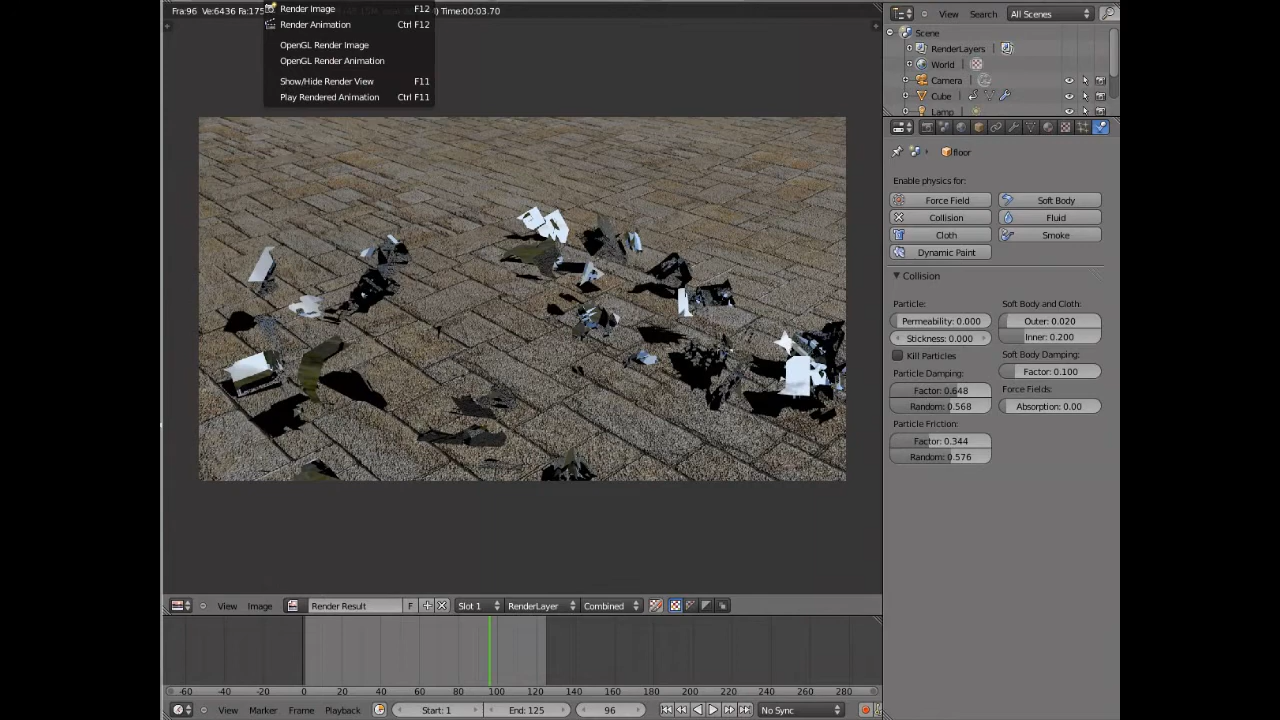 Fra:96 Ve:6436 Fa:175 Time:00:03.70
Render Image F12
Render Animation Ctrl F12
OpenGL Render Image
OpenGL Render Animation
Show/Hide Render View F11
Play Rendered Animation Ctrl F11
View Search All Scenes
Scene
RenderLayers
World
Camera
Cube
Lamp
floor
Enable physics for:
Force Field Soft Body
Collision Fluid
Cloth Smoke
Dynamic Paint
Collision
Particle: Soft Body and Cloth:
Permeability: 0.000 Outer: 0.020
Stickness: 0.000 Inner: 0.200
Kill Particles Soft Body Damping:
Particle Damping: Factor: 0.100
Factor: 0.648 Force Fields:
Random: 0.568 Absorption: 0.00
Particle Friction:
Factor: 0.344
Random: 0.576
View Image Render Result F Slot 1 RenderLayer Combined
-60 -40 -20 0 20 40 60 80 100 120 140 160 180 200 220 240 260 280
View Marker Frame Playback Start: 1 End: 125 96 No Sync